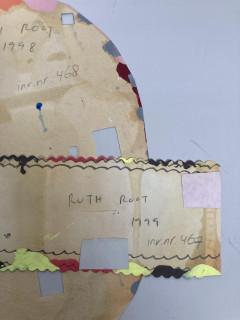 ROOT
1998
inv.nr. 468
RUTH ROOT
1999
inv.nr. 467